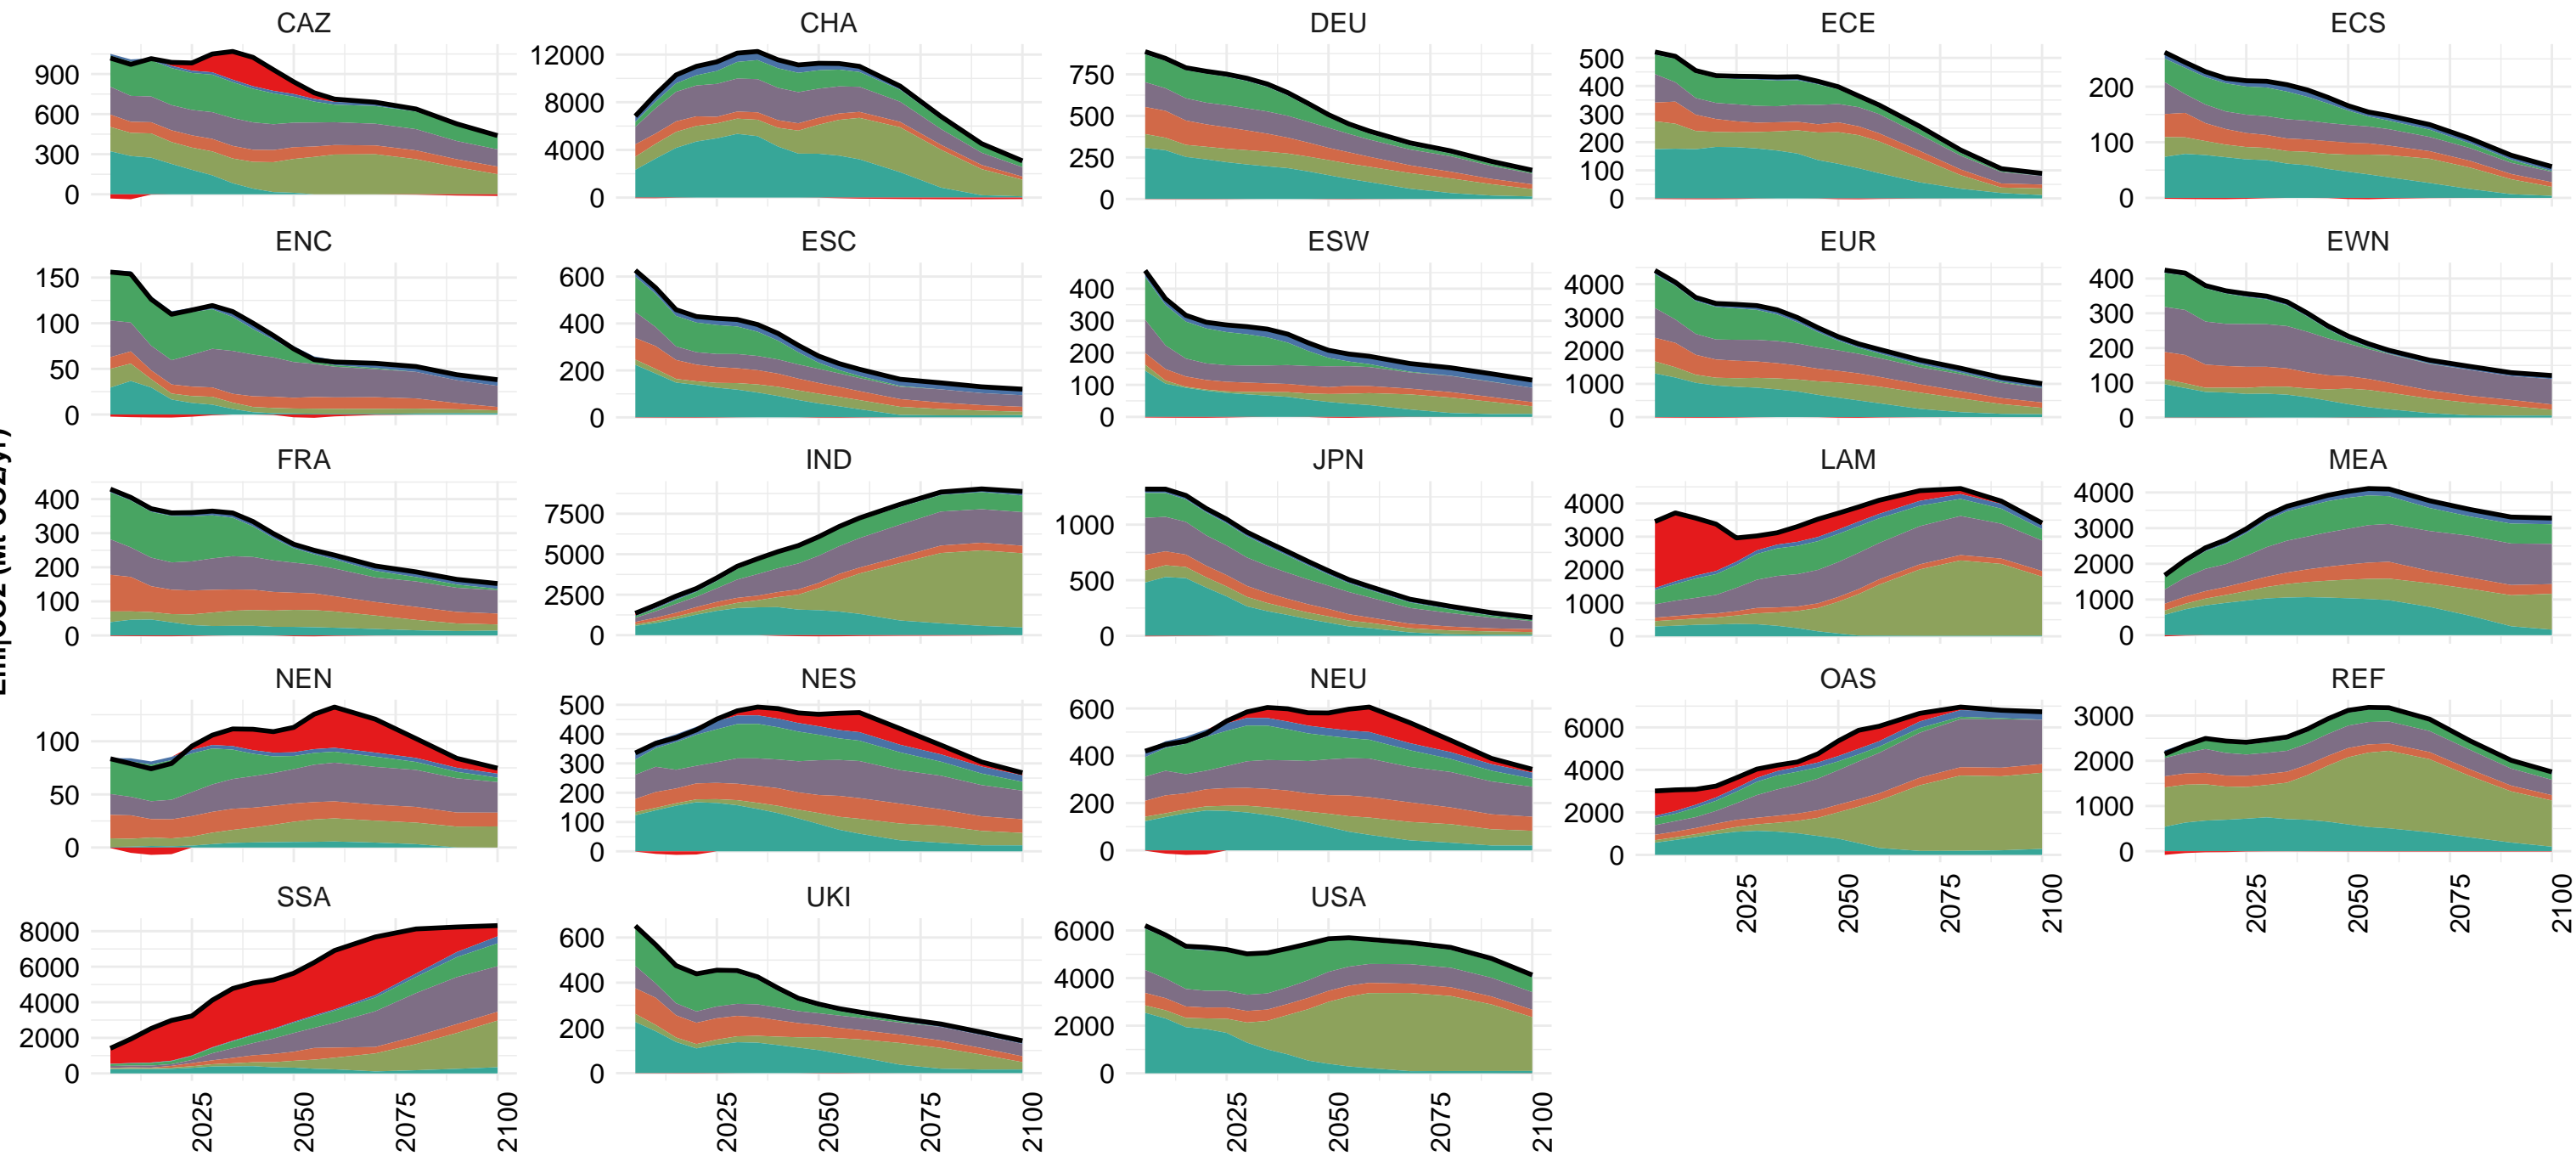 CAZ CHA DEU ECE ECS
900 12000 750 500 200
600 8000 500 400 100
300 4000 250 300 0
0 0 0 200
100
0
ENC ESC ESW EUR EWN
150 600 400 4000 400
100 400 300 3000 300
50 200 200 2000 200
0 0 100 1000 100
0 0 0
FRA IND JPN LAM MEA
400 7500 1000 4000 4000
300 5000 500 3000 3000
200 2500 0 2000 2000
100 0 1000 1000
0 0 0
NEN NES NEU OAS REF
100 500 600 6000 3000
50 400 400 4000 2000
0 300 200 2000 1000
200 0 0 0
100
0
2025 2050 2075 2100 2025 2050 2075 2100
SSA UKI USA
8000 600 6000
6000 400 4000
4000 200 2000
2000 0 0
0
2025 2050 2075 2100 2025 2050 2075 2100 2025 2050 2075 2100